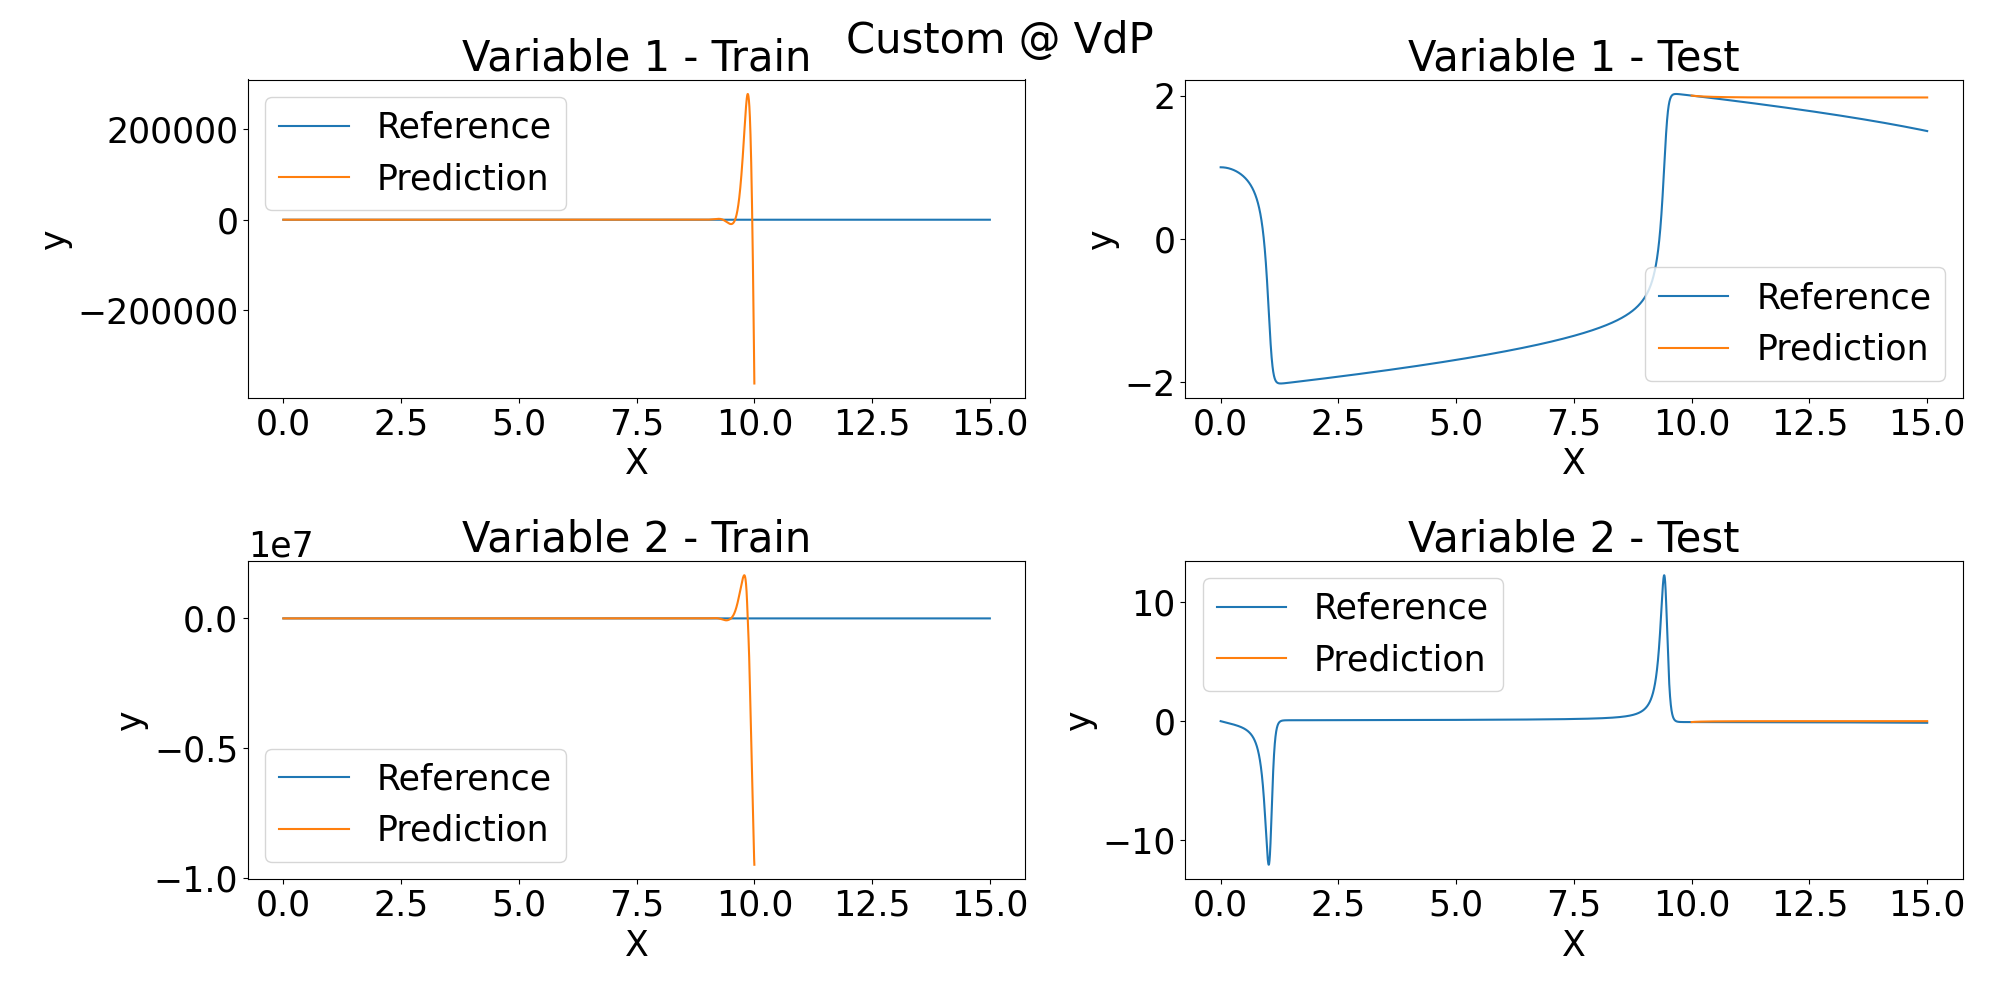 Custom @ VdP
Variable 1 - Train
200000
0
−200000
Reference
Prediction
y
0.0 2.5 5.0 7.5 10.0 12.5 15.0
X
Variable 1 - Test
2
0
−2
Reference
Prediction
y
0.0 2.5 5.0 7.5 10.0 12.5 15.0
X
Variable 2 - Train
1e7
0.0
−0.5
−1.0
Reference
Prediction
y
0.0 2.5 5.0 7.5 10.0 12.5 15.0
X
Variable 2 - Test
10
0
−10
Reference
Prediction
y
0.0 2.5 5.0 7.5 10.0 12.5 15.0
X